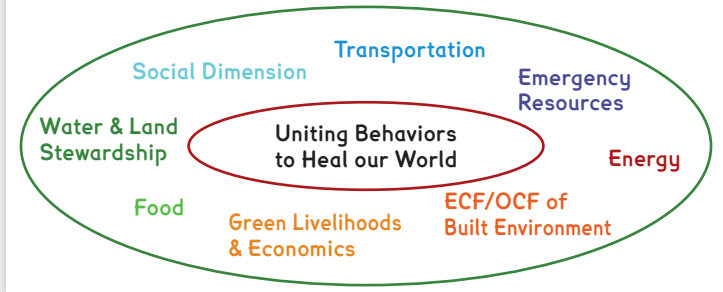 Transportation
Social Dimension
Emergency
Resources
Water & Land
Stewardship
Uniting Behaviors
to Heal our World
Energy
Food
ECF/OCF of
Built Environment
Green Livelihoods
& Economics